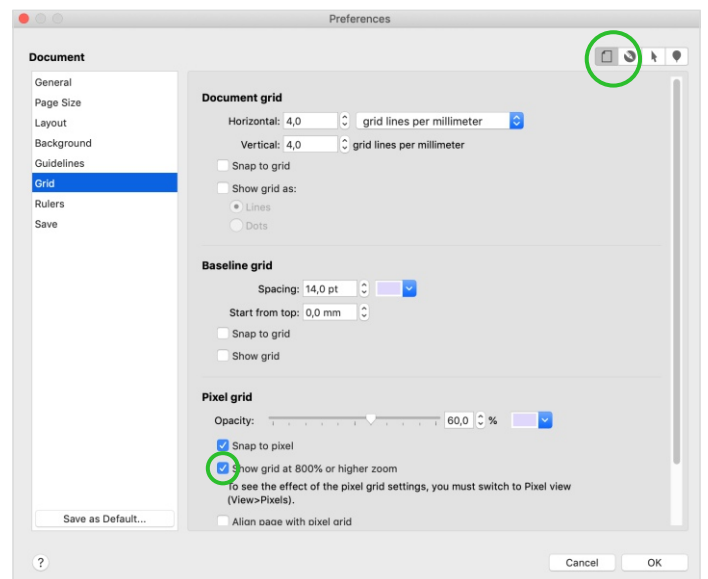 Preferences
Document
General
Page Size
Layout
Background
Guidelines
Grid
Rulers
Save
Save as Default...
Document grid
Horizontal: 4,0 grid lines per millimeter
Vertical: 4,0 grid lines per millimeter
Snap to grid
Show grid as:
Lines
Dots
Baseline grid
Spacing: 14,0 pt
Start from top: 0,0 mm
Snap to grid
Show grid
Pixel grid
Opacity: 60,0 %
Snap to pixel
Show grid at 800% or higher zoom
To see the effect of the pixel grid settings, you must switch to Pixel view
(View>Pixels).
Align page with pixel grid
?
Cancel OK